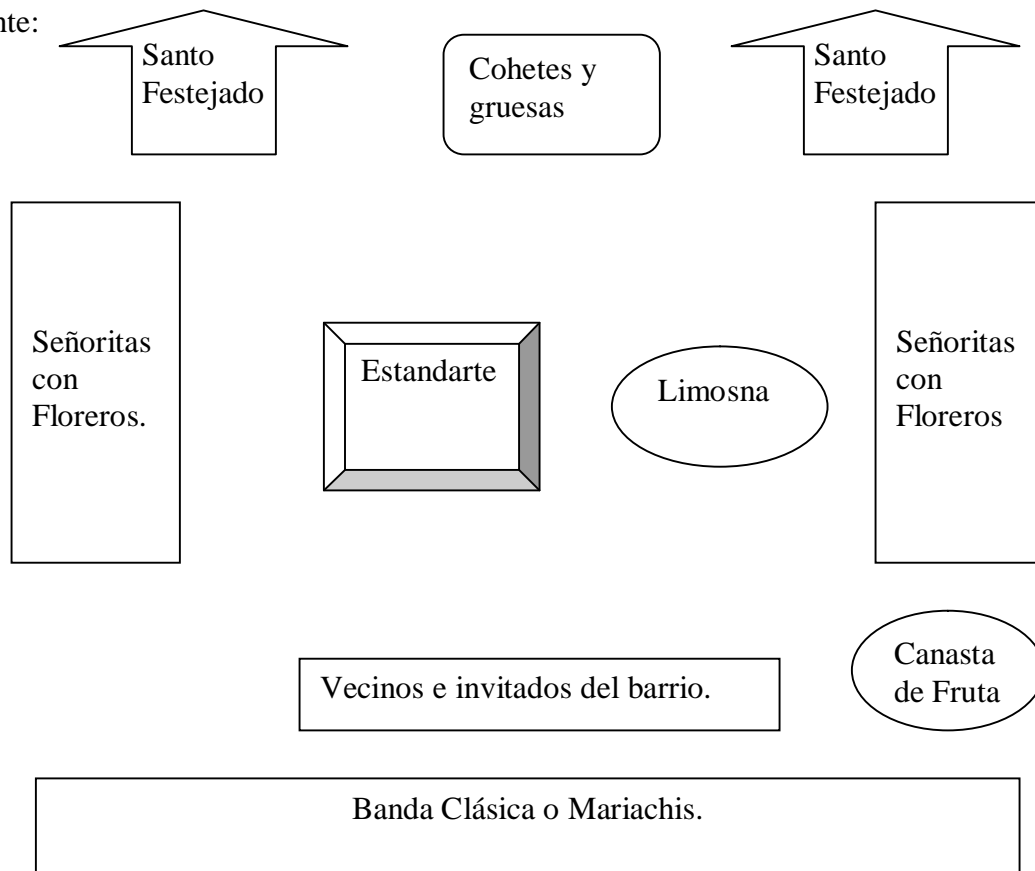 nte:
Santo
Festejado
Cohetes y
gruesas
Santo
Festejado
Señoritas
con
Floreros.
Estandarte
Limosna
Señoritas
con
Floreros
Canasta
de Fruta
Vecinos e invitados del barrio.
Banda Clásica o Mariachis.